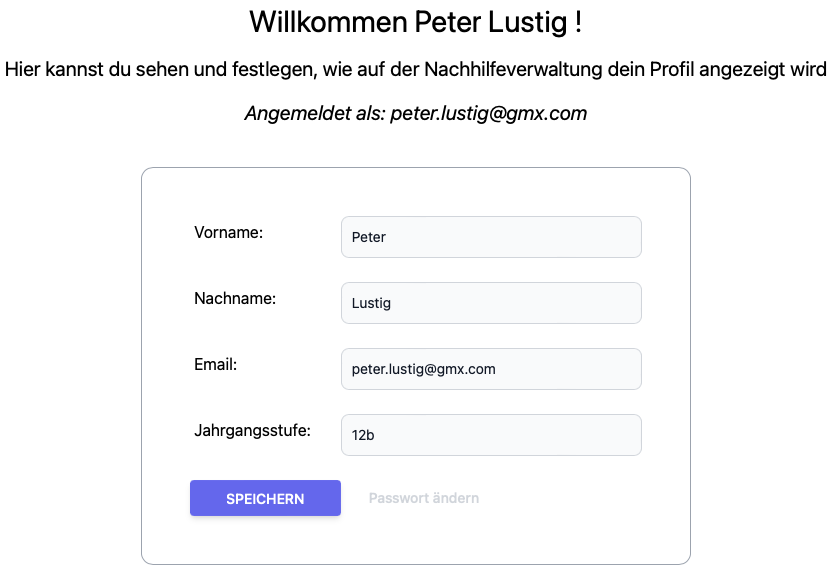 Willkommen Peter Lustig !
Hier kannst du sehen und festlegen, wie auf der Nachhilfeverwaltung dein Profil angezeigt wird
Angemeldet als: peter.lustig@gmx.com
Vorname: Peter
Nachname: Lustig
Email: peter.lustig@gmx.com
Jahrgangsstufe: 12b
SPEICHERN Passwort ändern